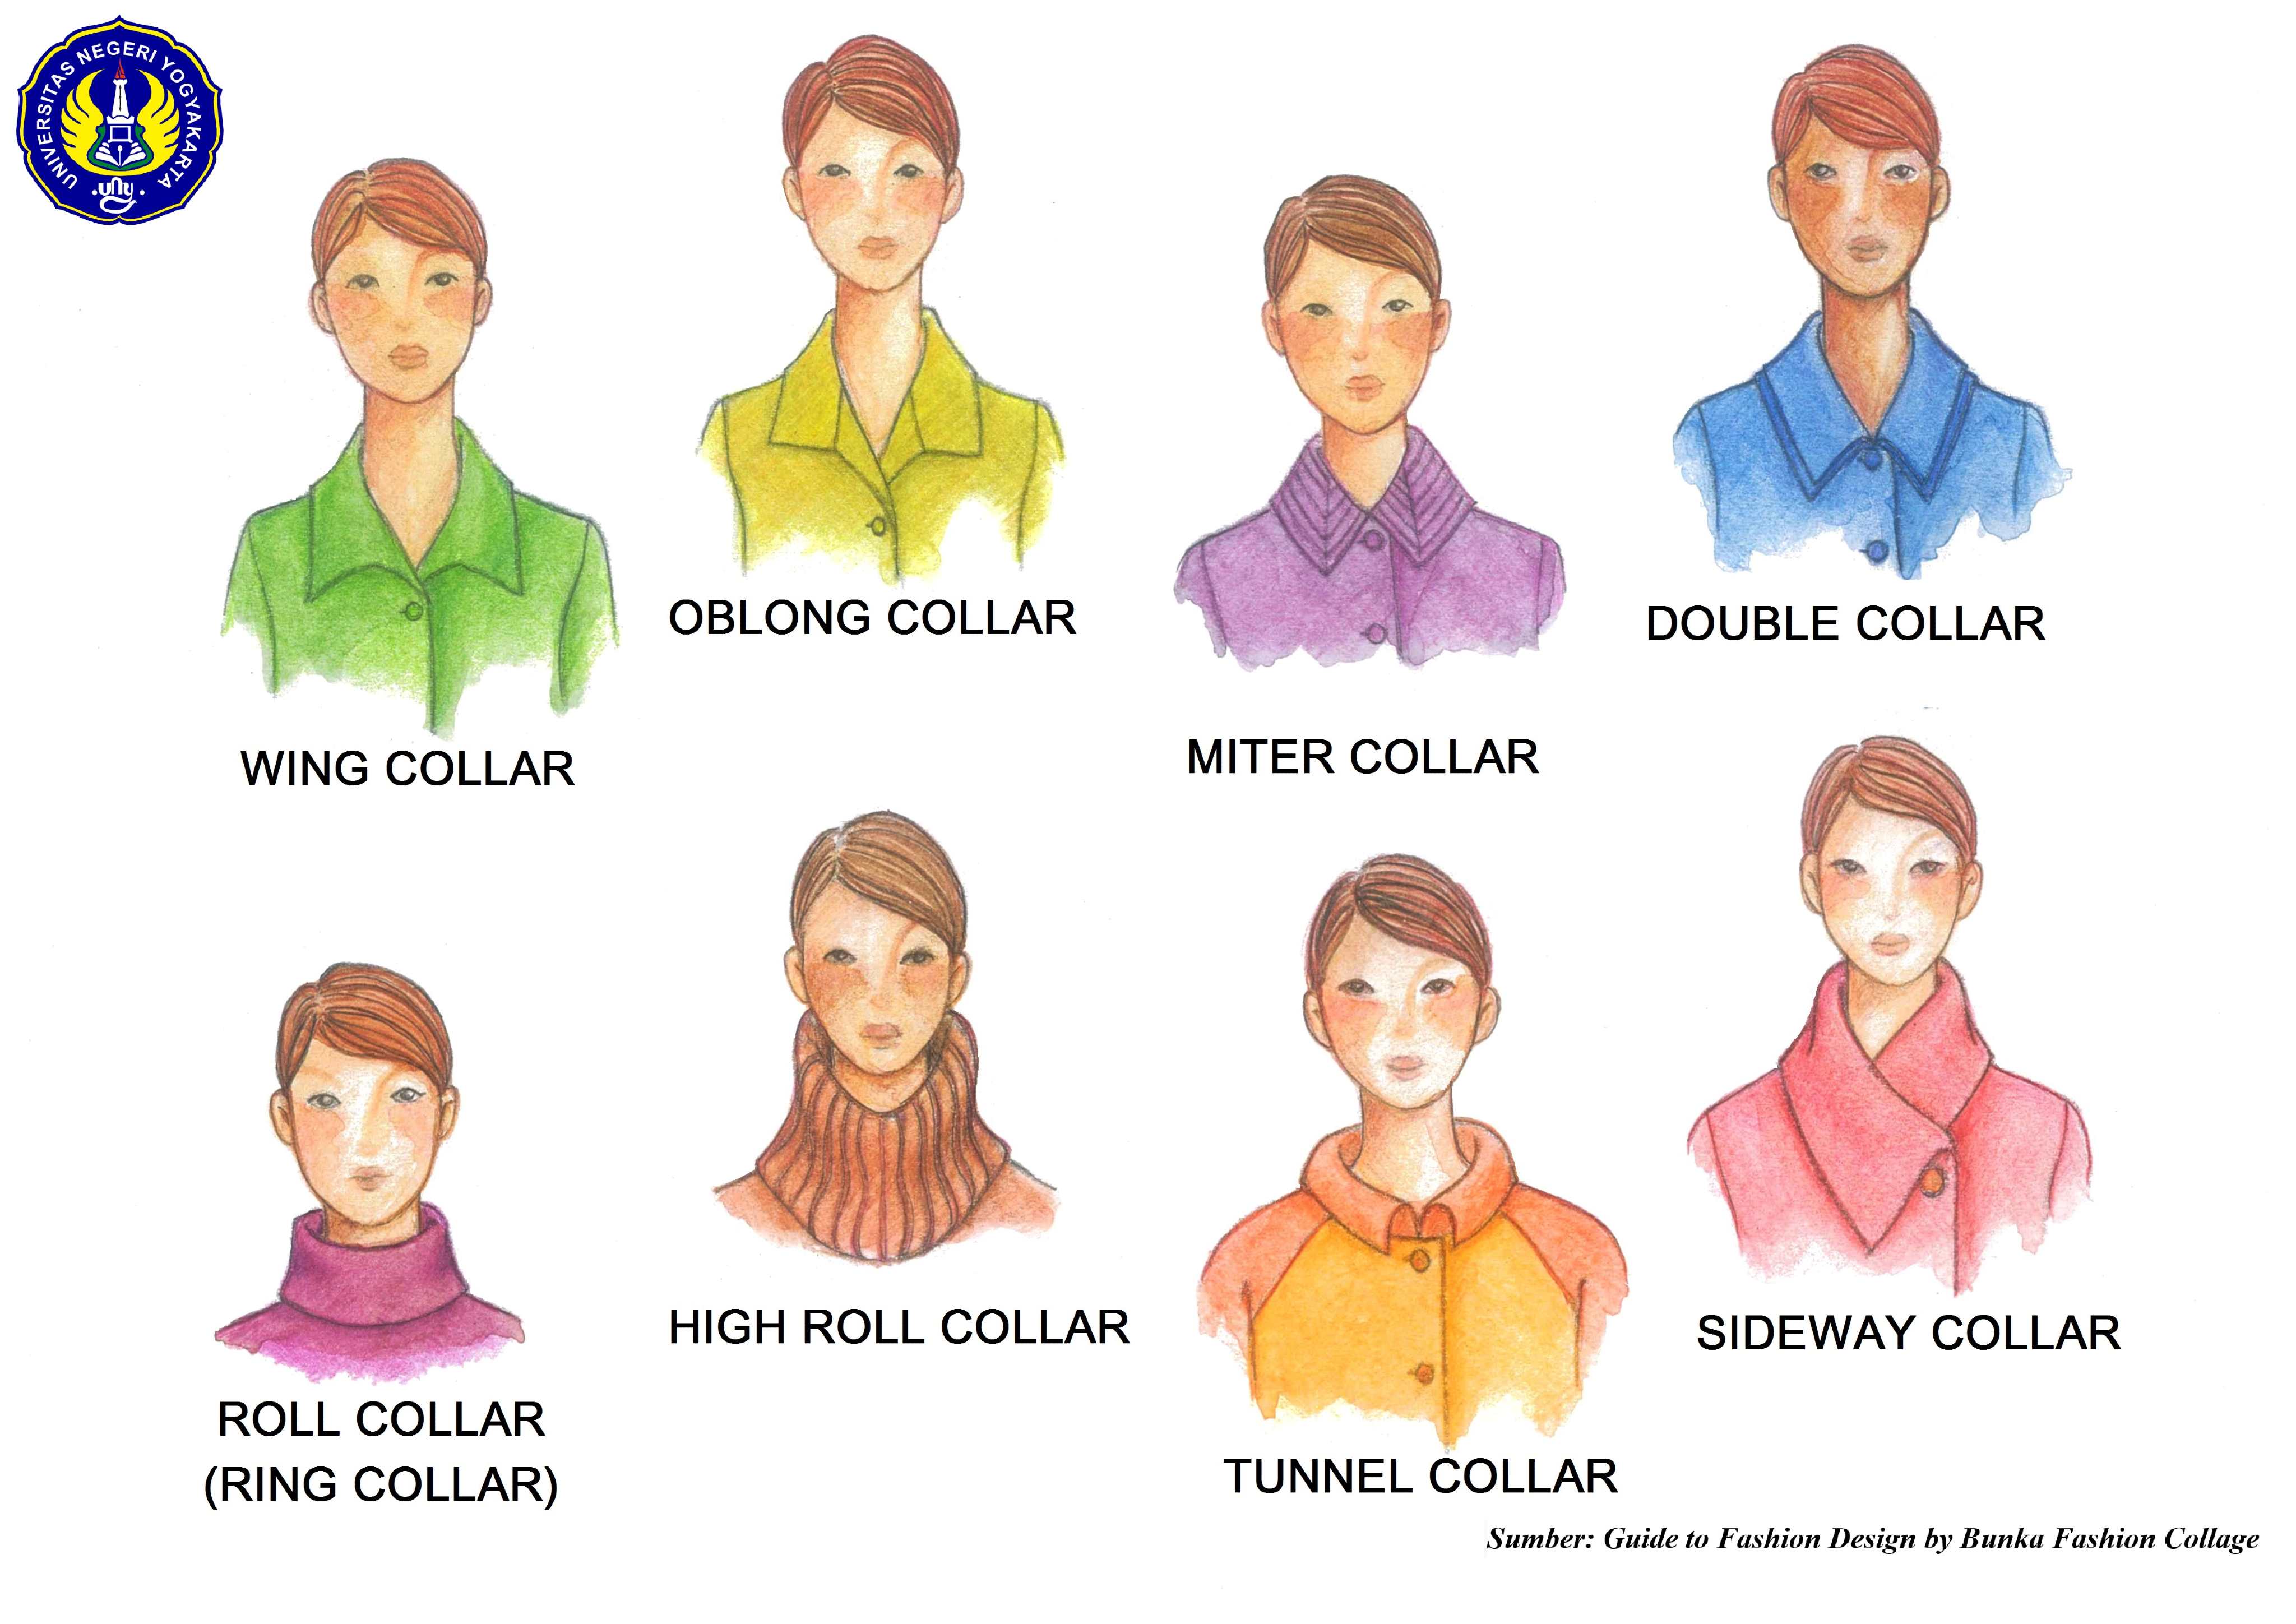 UNIVERSITAS NEGERI YOGYAKARTA
uny
WING COLLAR
OBLONG COLLAR
MITER COLLAR
DOUBLE COLLAR
ROLL COLLAR
(RING COLLAR)
HIGH ROLL COLLAR
TUNNEL COLLAR
SIDEWAY COLLAR
Sumber: Guide to Fashion Design by Bunka Fashion Collage